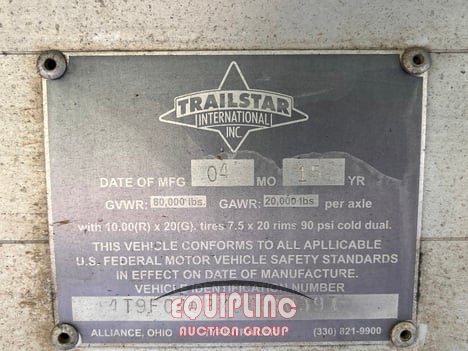 TRAILSTAR
INTERNATIONAL
INC.
DATE OF MFG 04 MO 15 YR
GVWR: 80,000 lbs. GAWR: 20,000 lbs. per axle
with 10.00(R) x 20(G). tires 7.5 x 20 rims 90 psi cold dual.
THIS VEHICLE CONFORMS TO ALL APLLICABLE
U.S. FEDERAL MOTOR VEHICLE SAFETY STANDARDS
IN EFFECT ON DATE OF MANUFACTURE.
VEHICLE IDENTIFICATION NUMBER
EQUIPLINC
AUCTION GROUP
ALLIANCE, OHIO (330) 821-9900